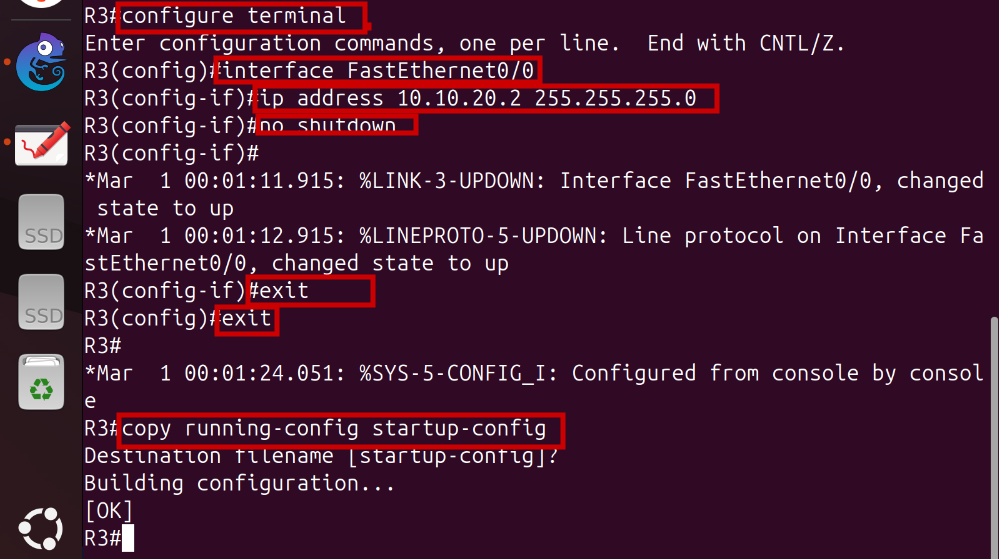 R3#configure terminal
Enter configuration commands, one per line.  End with CNTL/Z.
R3(config)#interface FastEthernet0/0
R3(config-if)#ip address 10.10.20.2 255.255.255.0
R3(config-if)#no shutdown
R3(config-if)#
*Mar  1 00:01:11.915: %LINK-3-UPDOWN: Interface FastEthernet0/0, changed
 state to up
*Mar  1 00:01:12.915: %LINEPROTO-5-UPDOWN: Line protocol on Interface Fa
stEthernet0/0, changed state to up
R3(config-if)#exit
R3(config)#exit
R3#
*Mar  1 00:01:24.051: %SYS-5-CONFIG_I: Configured from console by consol
e
R3#copy running-config startup-config
Destination filename [startup-config]?
Building configuration...
[OK]
R3#
SSD
SSD